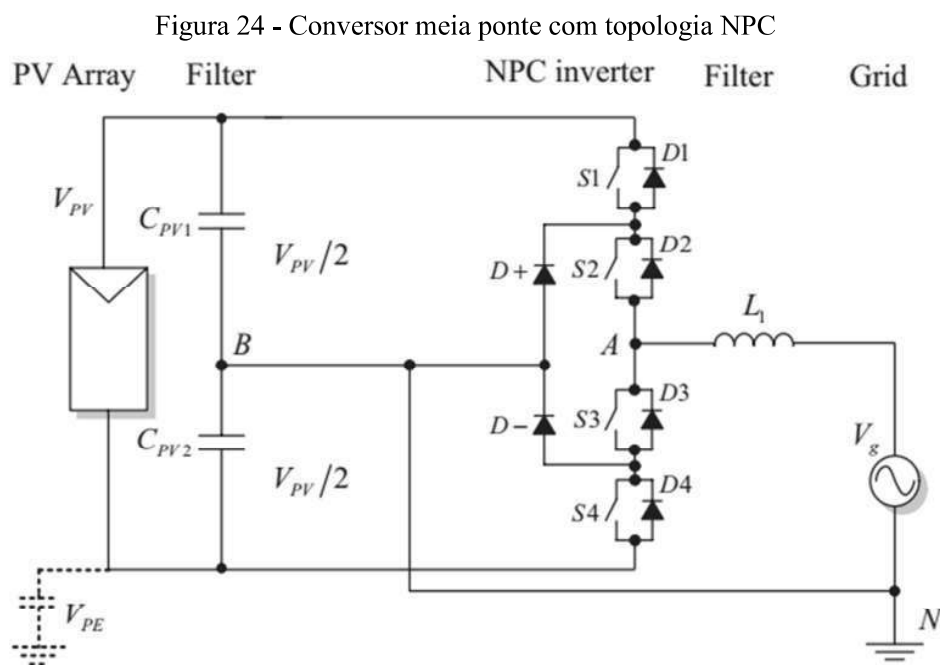 Figura 24 - Conversor meia ponte com topologia NPC
PV Array Filter NPC inverter Filter Grid
D1
S1
V_PV
C_PV1
D2
V_PV/2
D+
S2
L_1
B
A
D3
C_PV2
D−
S3
V_g
V_PV/2
D4
S4
V_PE
N